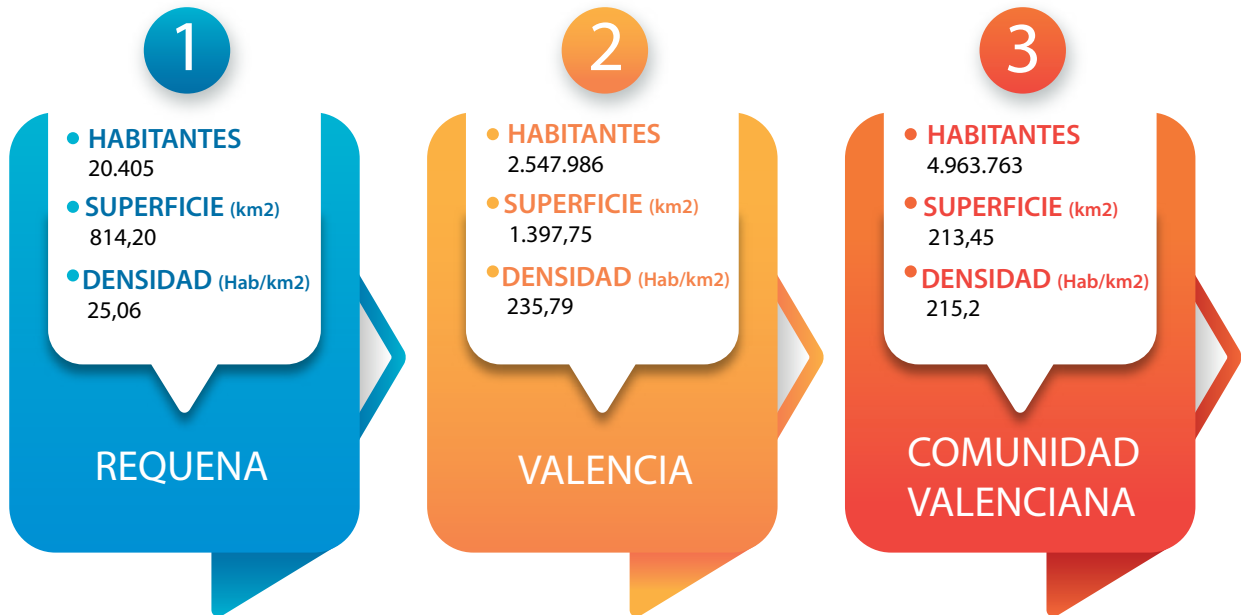 1
HABITANTES
20.405
SUPERFICIE (km2)
814,20
DENSIDAD (Hab/km2)
25,06
REQUENA
2
HABITANTES
2.547.986
SUPERFICIE (km2)
1.397,75
DENSIDAD (Hab/km2)
235,79
VALENCIA
3
HABITANTES
4.963.763
SUPERFICIE (km2)
213,45
DENSIDAD (Hab/km2)
215,2
COMUNIDAD
VALENCIANA